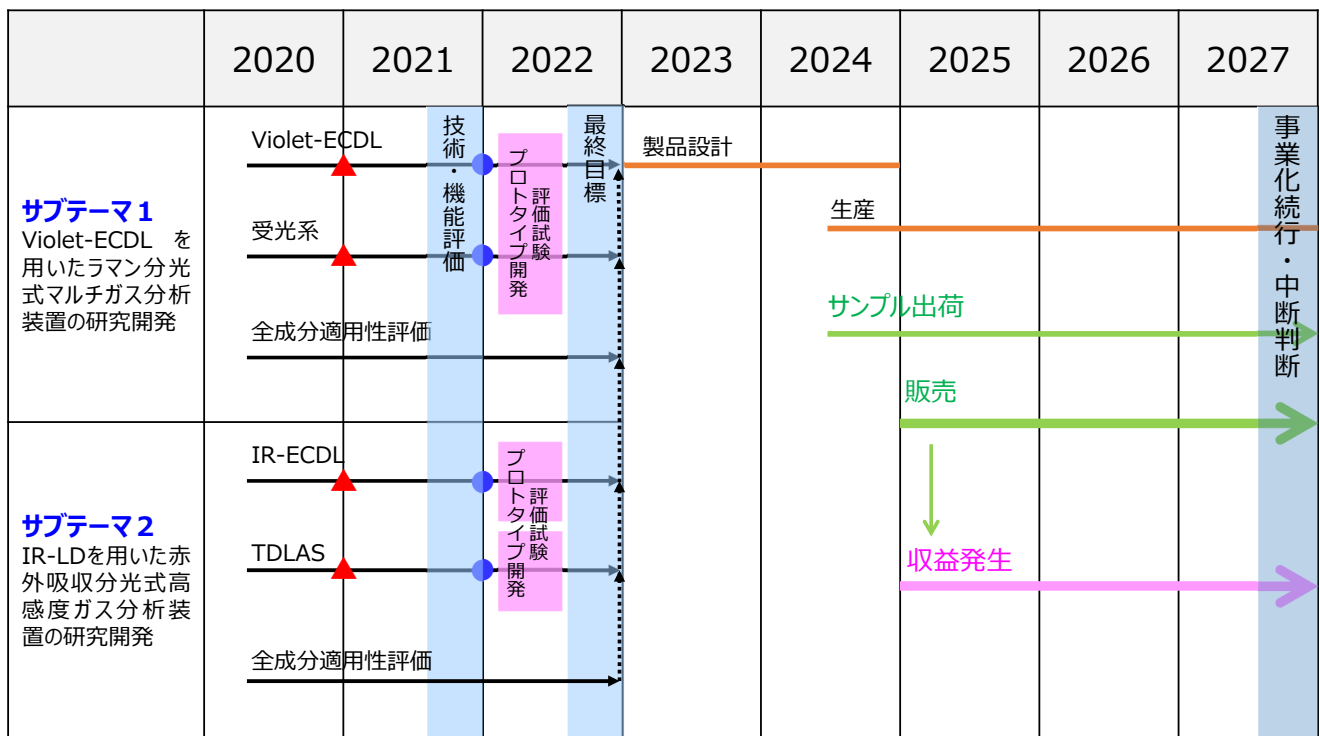 2020 2021 2022 2023 2024 2025 2026 2027
サブテーマ1
Violet-ECDL を
用いたラマン分光
式マルチガス分析
装置の研究開発
Violet-ECDL
受光系
全成分適用性評価
技術・機能評価
プロトタイプ開発
評価試験
最終目標
製品設計
生産
サンプル出荷
販売
事業化続行・中断判断
サブテーマ2
IR-LDを用いた赤
外吸収分光式高
感度ガス分析装
置の研究開発
IR-ECDL
TDLAS
全成分適用性評価
プロトタイプ開発
評価試験
収益発生